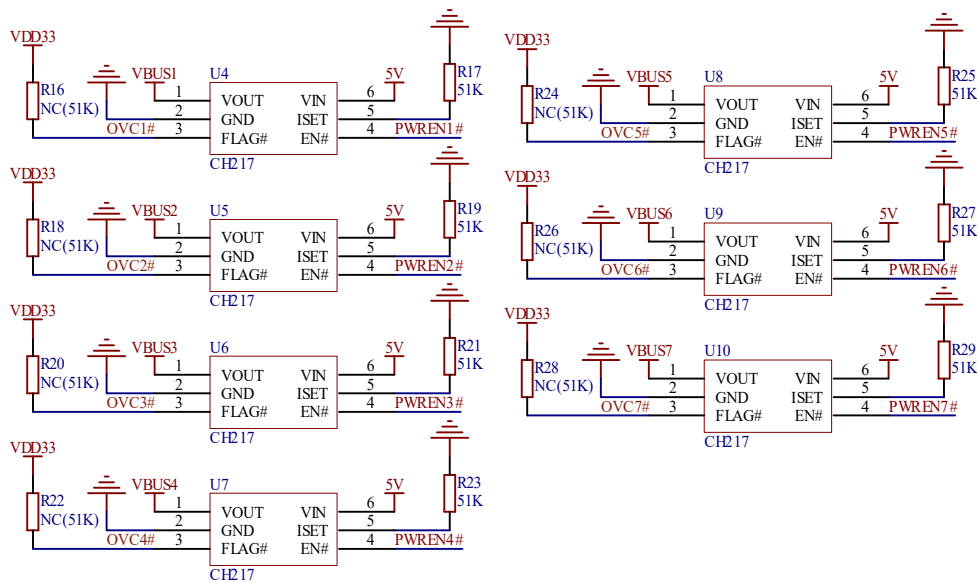 VDD33
R16
NC(51K)
OVC1#
VBUS1
1
2
3
U4
VOUT
GND
FLAG#
VIN
ISET
EN#
CH217
6
5
4
5V
R17
51K
PWREN1#
VDD33
R18
NC(51K)
OVC2#
VBUS2
1
2
3
U5
VOUT
GND
FLAG#
VIN
ISET
EN#
CH217
6
5
4
5V
R19
51K
PWREN2#
VDD33
R20
NC(51K)
OVC3#
VBUS3
1
2
3
U6
VOUT
GND
FLAG#
VIN
ISET
EN#
CH217
6
5
4
5V
R21
51K
PWREN3#
VDD33
R22
NC(51K)
OVC4#
VBUS4
1
2
3
U7
VOUT
GND
FLAG#
VIN
ISET
EN#
CH217
6
5
4
5V
R23
51K
PWREN4#
VDD33
R24
NC(51K)
OVC5#
VBUS5
1
2
3
U8
VOUT
GND
FLAG#
VIN
ISET
EN#
CH217
6
5
4
5V
R25
51K
PWREN5#
VDD33
R26
NC(51K)
OVC6#
VBUS6
1
2
3
U9
VOUT
GND
FLAG#
VIN
ISET
EN#
CH217
6
5
4
5V
R27
51K
PWREN6#
VDD33
R28
NC(51K)
OVC7#
VBUS7
1
2
3
U10
VOUT
GND
FLAG#
VIN
ISET
EN#
CH217
6
5
4
5V
R29
51K
PWREN7#